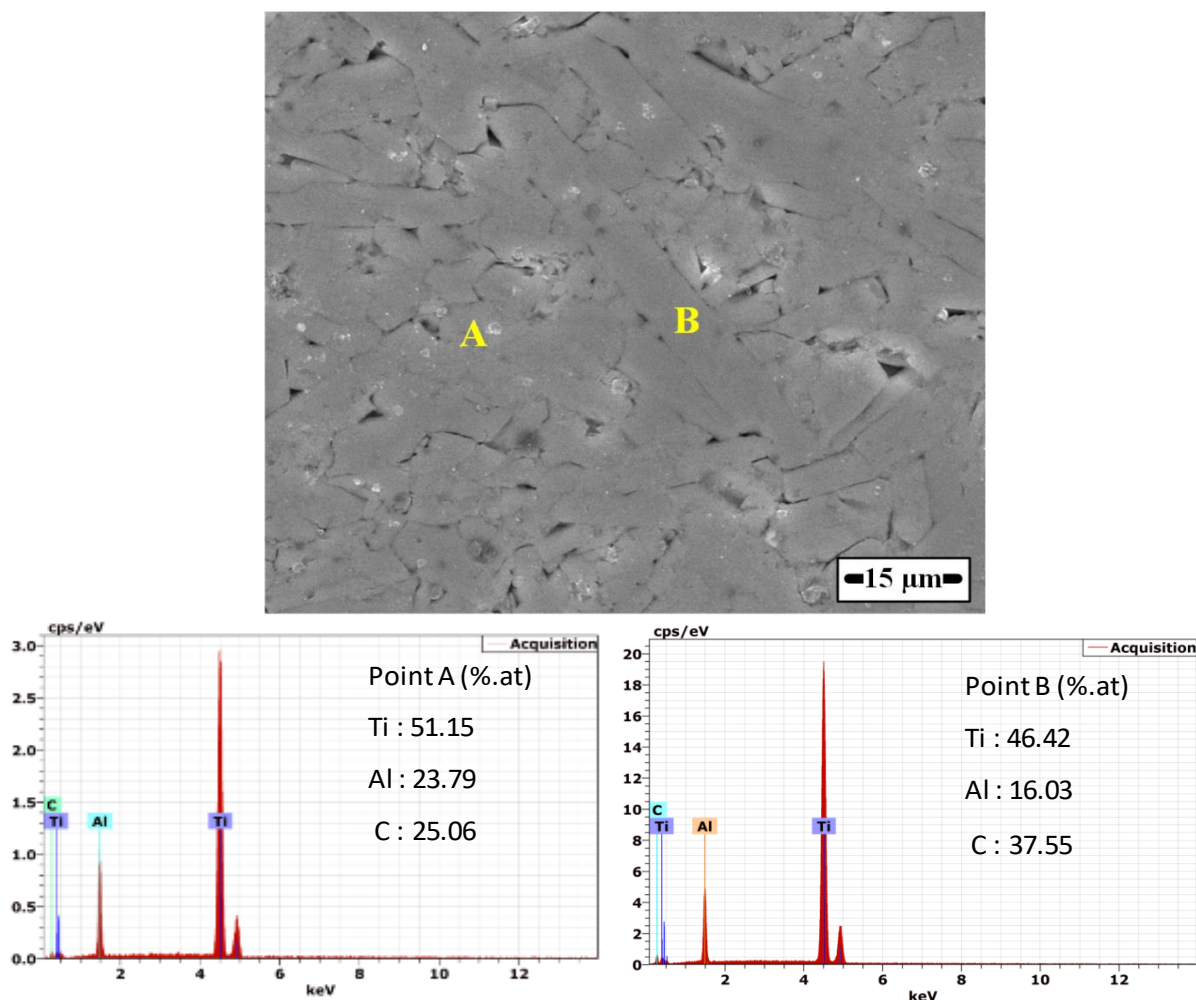 A
B
15 µm
cps/eV
Acquisition
3.0
2.5
2.0
1.5
1.0
0.5
0.0
Point A (%.at)
Ti : 51.15
Al : 23.79
C : 25.06
C
Ti
Al
Ti
2 4 6 8 10 12
keV
cps/eV
Acquisition
20
18
16
14
12
10
8
6
4
2
0
Point B (%.at)
Ti : 46.42
Al : 16.03
C : 37.55
C
Ti
Al
Ti
2 4 6 8 10 12
keV